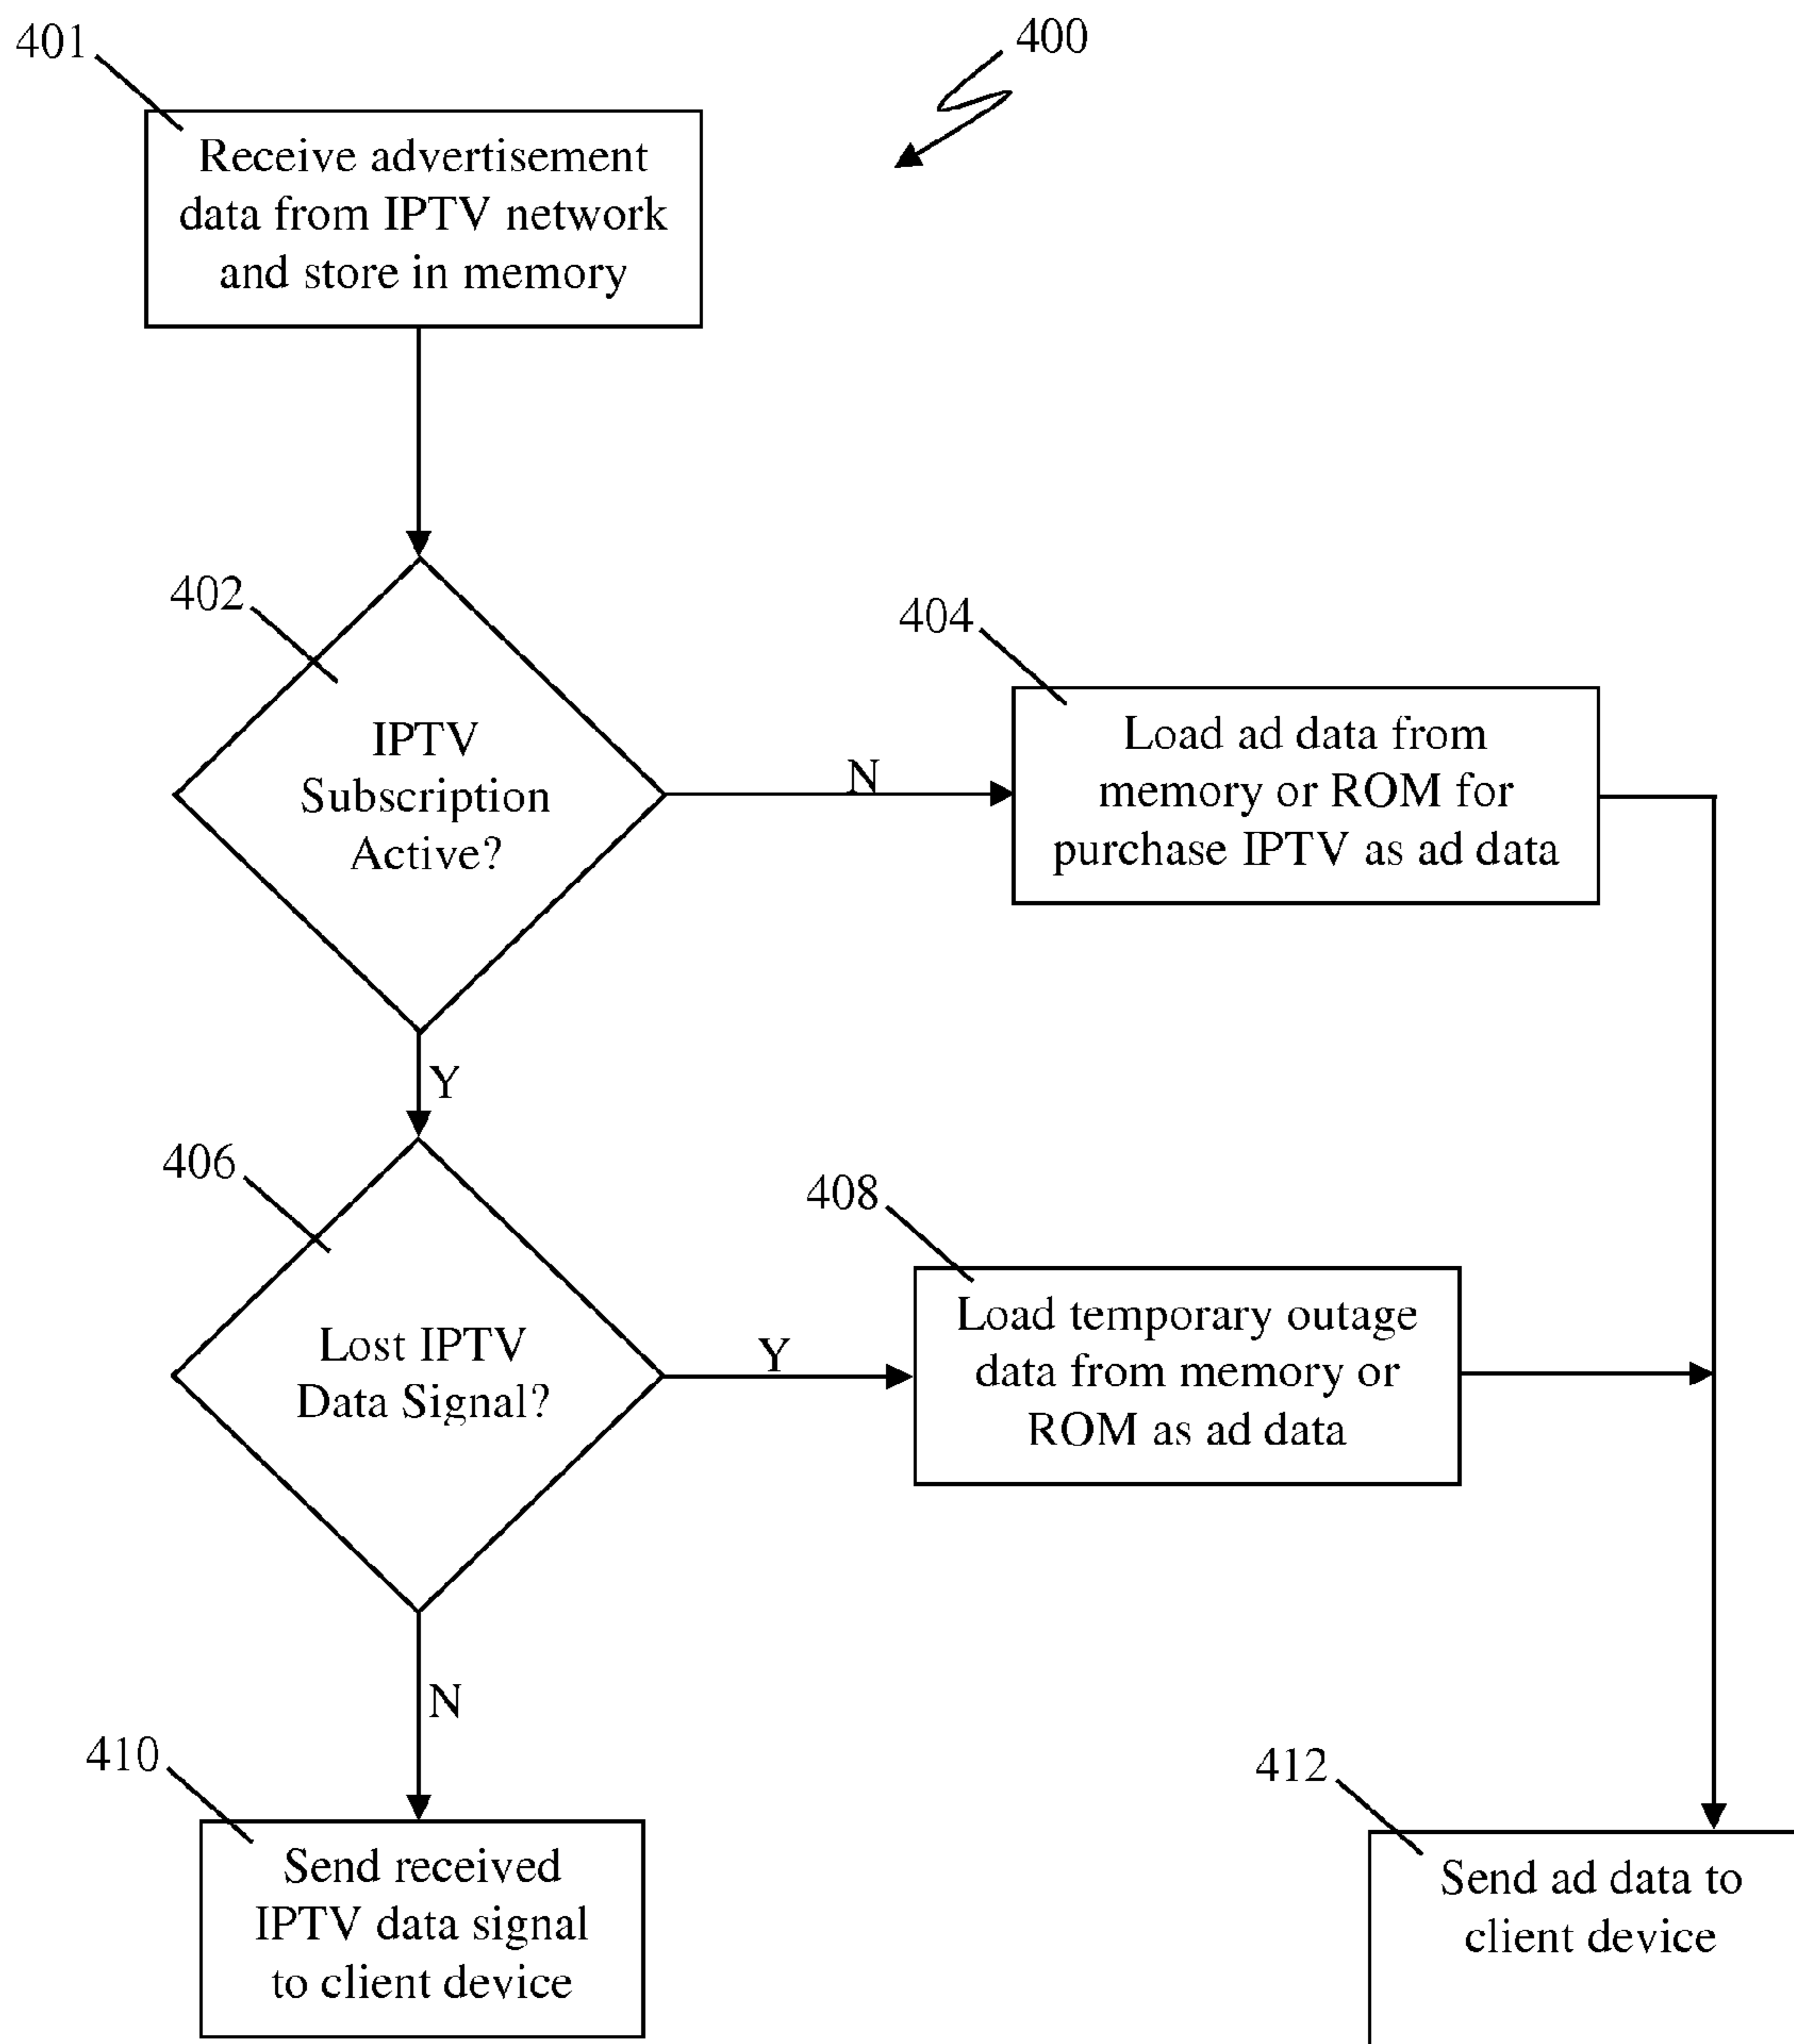 401
400
Receive advertisement
data from IPTV network
and store in memory
402
404
IPTV
Subscription
Active?
N
Load ad data from
memory or ROM for
purchase IPTV as ad data
Y
406
408
Lost IPTV
Data Signal?
Y
Load temporary outage
data from memory or
ROM as ad data
N
410
412
Send received
IPTV data signal
to client device
Send ad data to
client device